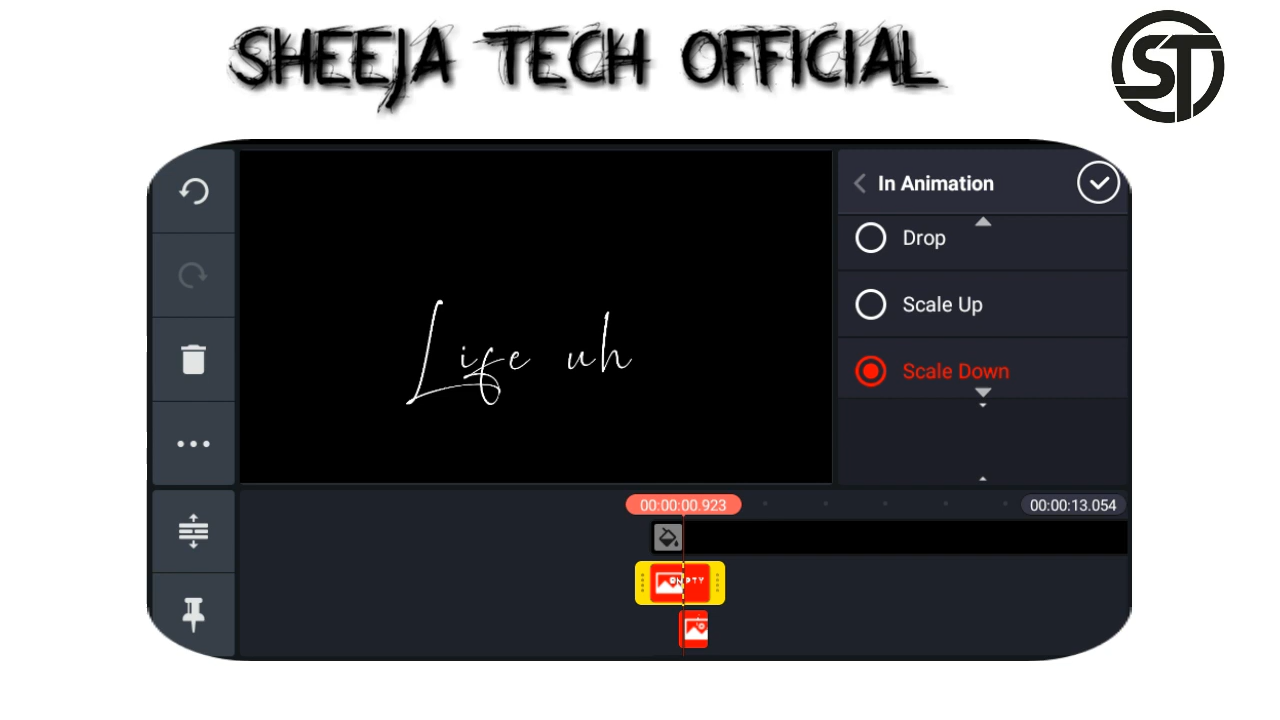 SHEEJA TECH OFFICIAL
ST
In Animation
Drop
Scale Up
Scale Down
Life uh
00:00:00.923
00:00:13.054